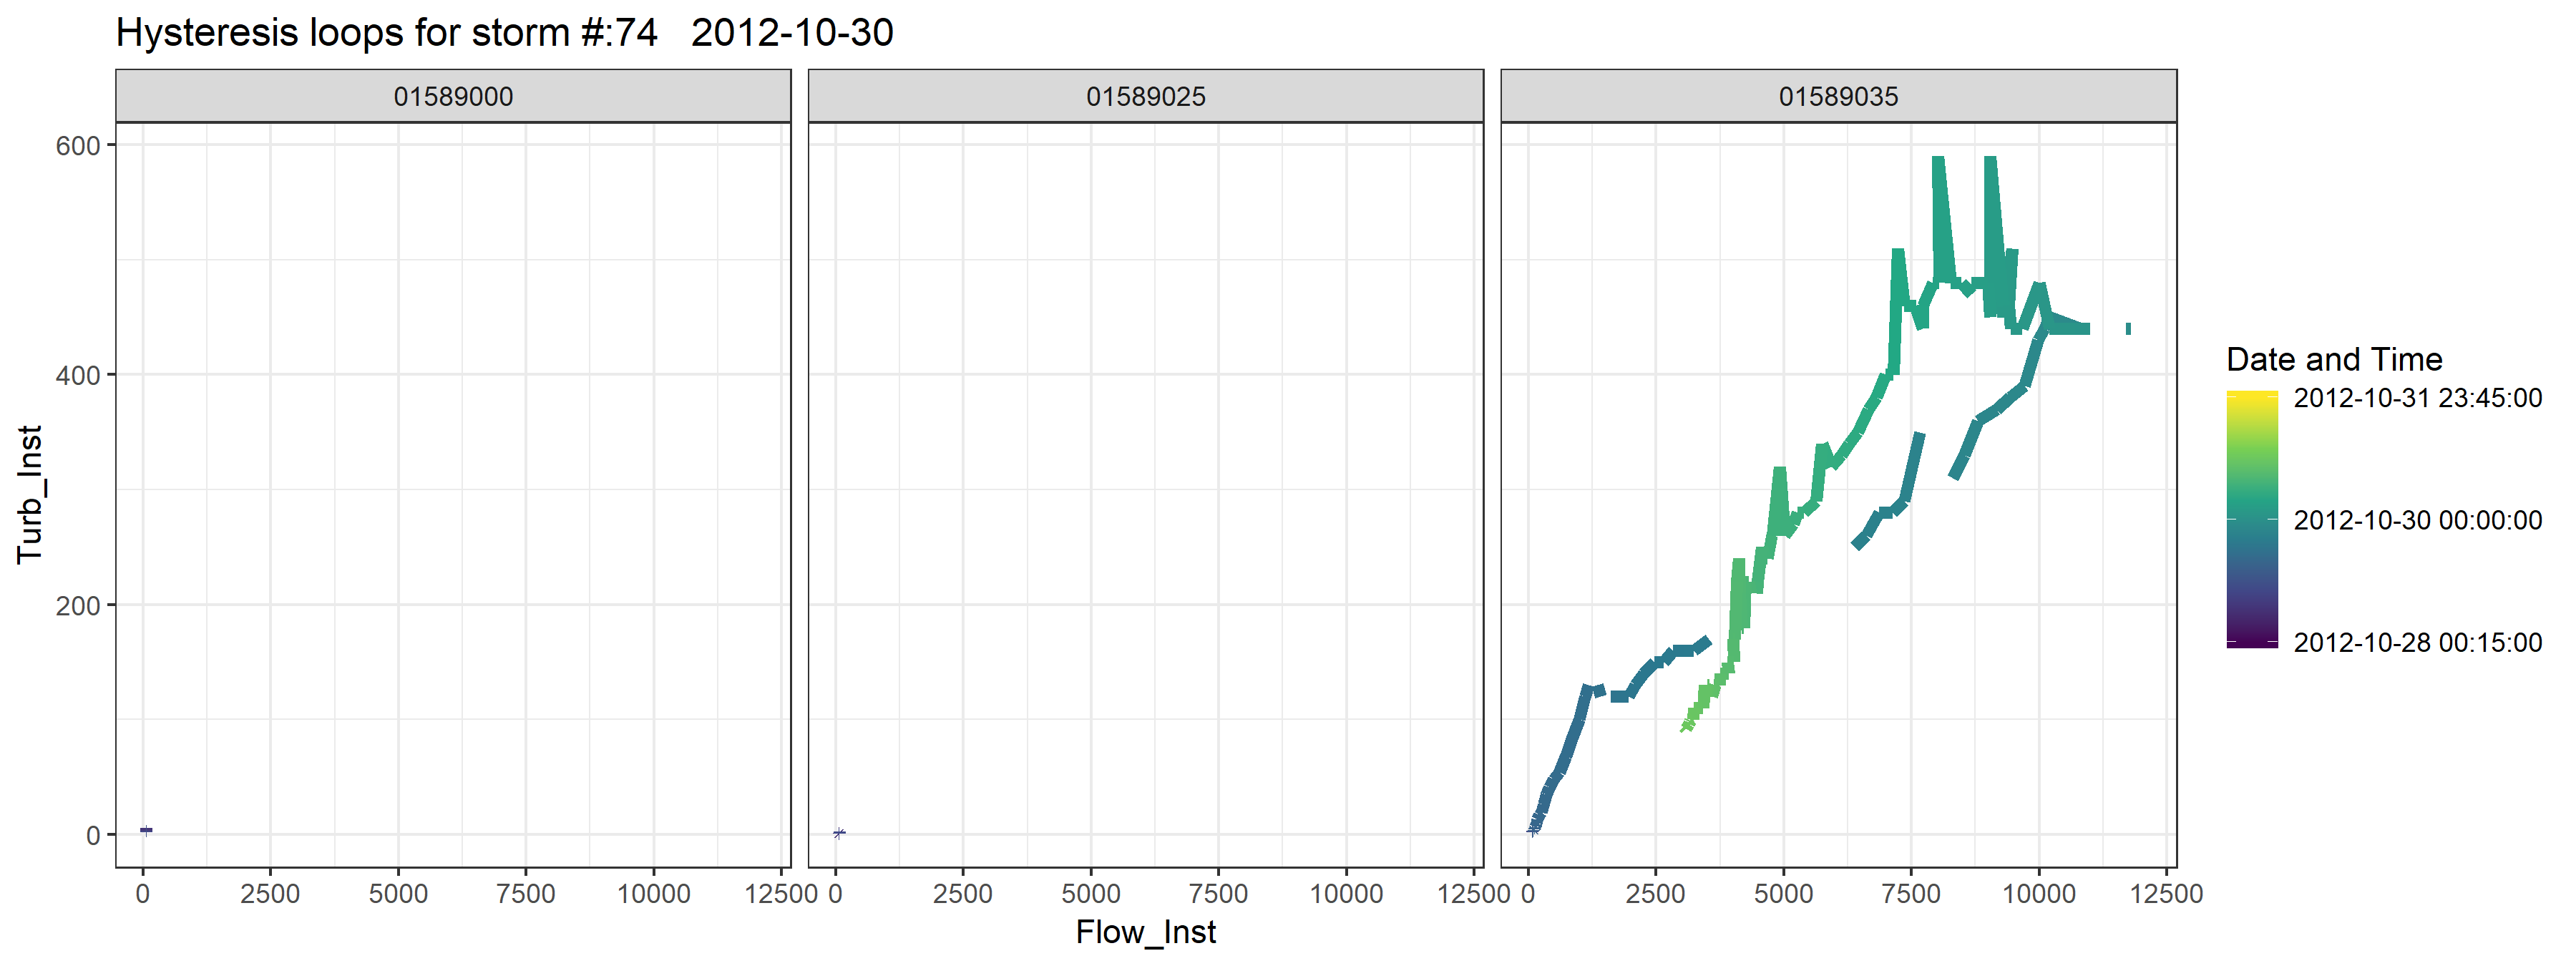 Hysteresis loops for storm #:74   2012-10-30
01589000
01589025
01589035
Turb_Inst
600
400
200
0
0 2500 5000 7500 10000 12500
0 2500 5000 7500 10000 12500
0 2500 5000 7500 10000 12500
Flow_Inst
Date and Time
2012-10-31 23:45:00
2012-10-30 00:00:00
2012-10-28 00:15:00